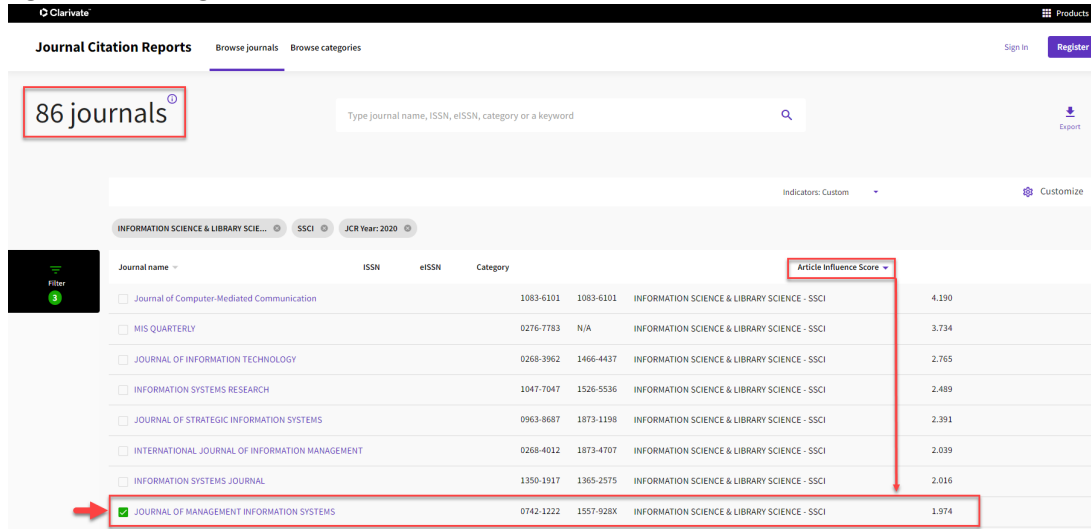 Clarivate™
Products
Journal Citation Reports Browse journals Browse categories Sign In Register
86 journals
Type journal name, ISSN, eISSN, category or a keyword
Export
Indicators: Custom Customize
INFORMATION SCIENCE & LIBRARY SCIE... SSCI JCR Year: 2020
Filter
3
Journal name ISSN eISSN Category Article Influence Score
Journal of Computer-Mediated Communication 1083-6101 1083-6101 INFORMATION SCIENCE & LIBRARY SCIENCE - SSCI 4.190
MIS QUARTERLY 0276-7783 N/A INFORMATION SCIENCE & LIBRARY SCIENCE - SSCI 3.734
JOURNAL OF INFORMATION TECHNOLOGY 0268-3962 1466-4437 INFORMATION SCIENCE & LIBRARY SCIENCE - SSCI 2.765
INFORMATION SYSTEMS RESEARCH 1047-7047 1526-5536 INFORMATION SCIENCE & LIBRARY SCIENCE - SSCI 2.489
JOURNAL OF STRATEGIC INFORMATION SYSTEMS 0963-8687 1873-1198 INFORMATION SCIENCE & LIBRARY SCIENCE - SSCI 2.391
INTERNATIONAL JOURNAL OF INFORMATION MANAGEMENT 0268-4012 1873-4707 INFORMATION SCIENCE & LIBRARY SCIENCE - SSCI 2.039
INFORMATION SYSTEMS JOURNAL 1350-1917 1365-2575 INFORMATION SCIENCE & LIBRARY SCIENCE - SSCI 2.016
JOURNAL OF MANAGEMENT INFORMATION SYSTEMS 0742-1222 1557-928X INFORMATION SCIENCE & LIBRARY SCIENCE - SSCI 1.974